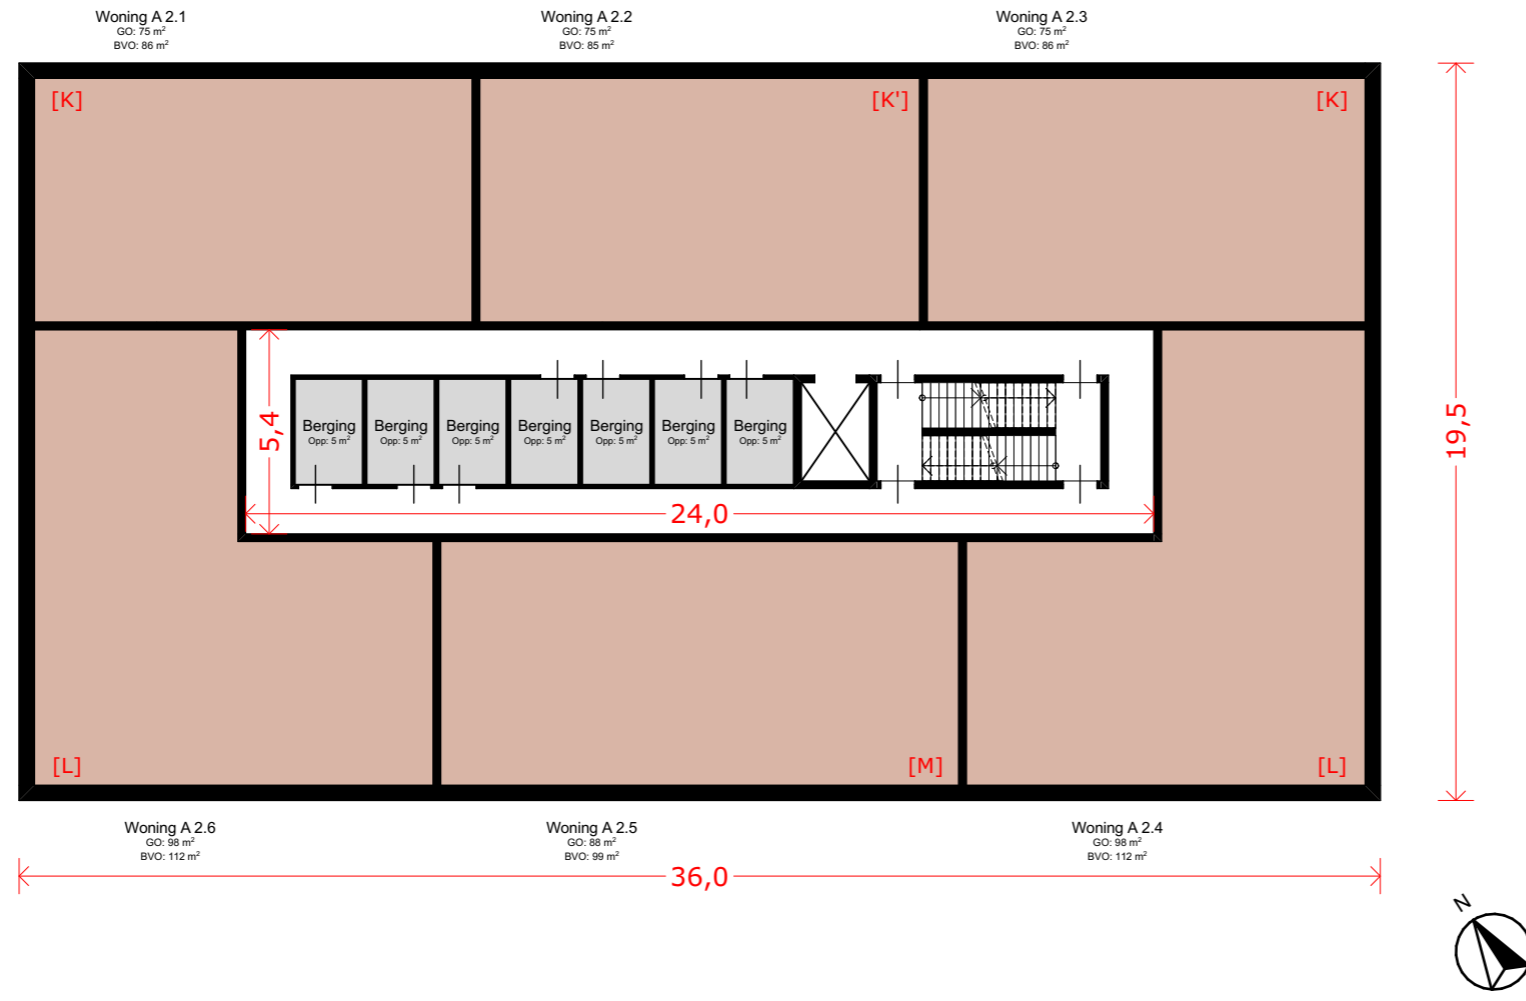 Woning A 2.1
GO: 75 m²
BVO: 86 m²
Woning A 2.2
GO: 75 m²
BVO: 85 m²
Woning A 2.3
GO: 75 m²
BVO: 86 m²
[K]
[K']
[K]
5,4
Berging
Opp: 5 m²
Berging
Opp: 5 m²
Berging
Opp: 5 m²
Berging
Opp: 5 m²
Berging
Opp: 5 m²
Berging
Opp: 5 m²
Berging
Opp: 5 m²
19,5
24,0
[L]
[M]
[L]
Woning A 2.6
GO: 98 m²
BVO: 112 m²
Woning A 2.5
GO: 88 m²
BVO: 99 m²
Woning A 2.4
GO: 98 m²
BVO: 112 m²
36,0
N